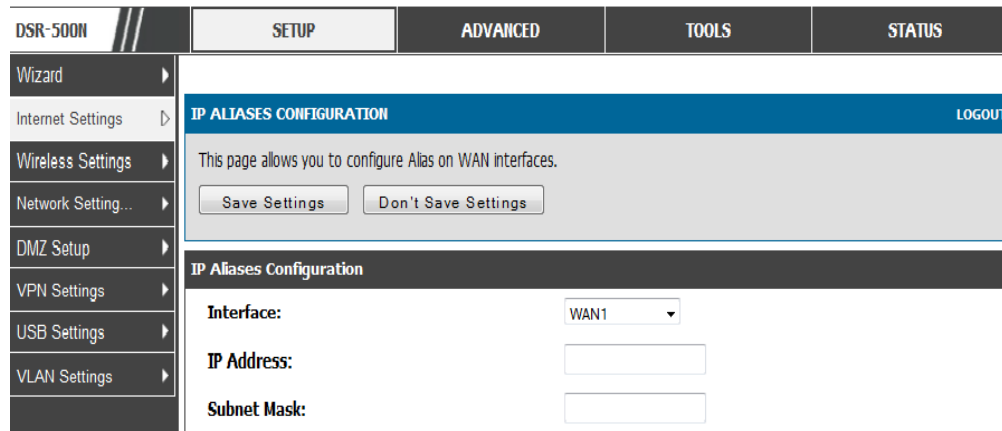 DSR-500N
SETUP
ADVANCED
TOOLS
STATUS
Wizard
Internet Settings
Wireless Settings
Network Setting...
DMZ Setup
VPN Settings
USB Settings
VLAN Settings
IP ALIASES CONFIGURATION
LOGOUT
This page allows you to configure Alias on WAN interfaces.
Save Settings
Don't Save Settings
IP Aliases Configuration
Interface:
WAN1
IP Address:
Subnet Mask: